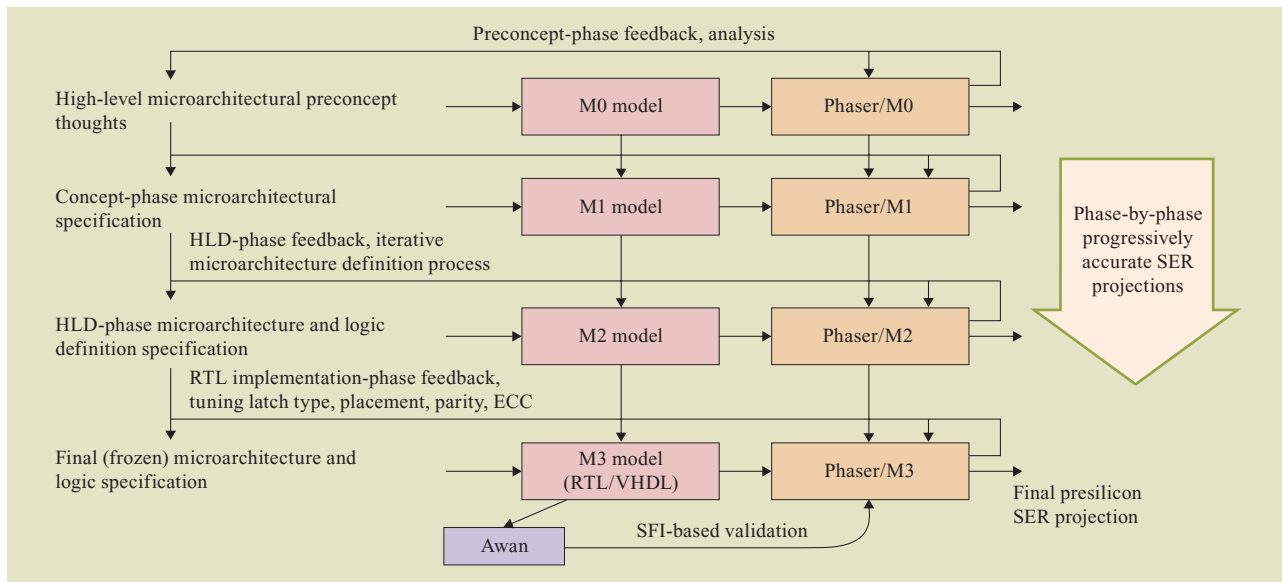 Preconcept-phase feedback, analysis
High-level microarchitectural preconcept
thoughts
M0 model
Phaser/M0
Concept-phase microarchitectural
specification
M1 model
Phaser/M1
HLD-phase feedback, iterative
microarchitecture definition process
Phase-by-phase
progressively
accurate SER
projections
HLD-phase microarchitecture and logic
definition specification
M2 model
Phaser/M2
RTL implementation-phase feedback,
tuning latch type, placement, parity, ECC
Final (frozen) microarchitecture and
logic specification
M3 model
(RTL/VHDL)
Phaser/M3
Final presilicon
SER projection
Awan
SFI-based validation